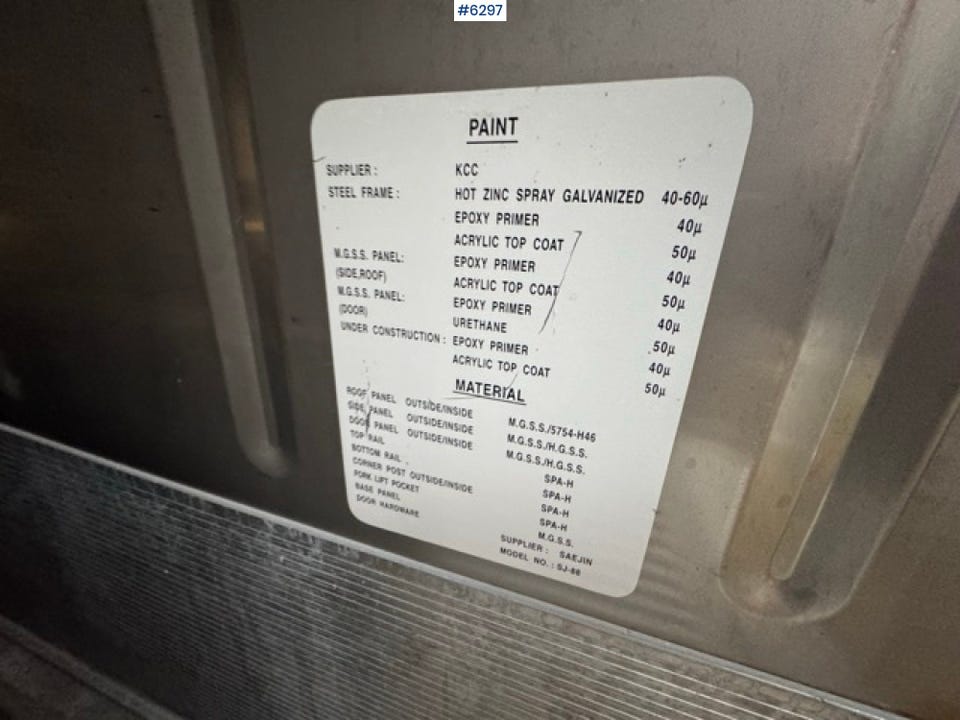 #6297
PAINT
SUPPLIER : KCC
STEEL FRAME : HOT ZINC SPRAY GALVANIZED 40-60µ
EPOXY PRIMER 40µ
ACRYLIC TOP COAT 50µ
M.G.S.S. PANEL: EPOXY PRIMER 40µ
(SIDE,ROOF) ACRYLIC TOP COAT 50µ
M.G.S.S. PANEL: EPOXY PRIMER 40µ
(DOOR) URETHANE 50µ
UNDER CONSTRUCTION : EPOXY PRIMER 40µ
ACRYLIC TOP COAT 50µ
MATERIAL
ROOF PANEL OUTSIDE/INSIDE M.G.S.S./5754-H46
SIDE PANEL OUTSIDE/INSIDE M.G.S.S./H.G.S.S.
DOOR PANEL OUTSIDE/INSIDE M.G.S.S./H.G.S.S.
TOP RAIL SPA-H
BOTTOM RAIL SPA-H
CORNER POST OUTSIDE/INSIDE SPA-H
FORK LIFT POCKET SPA-H
BASE PANEL M.G.S.S.
DOOR HARDWARE SUPPLIER : SAEJIN
MODEL NO. : SJ-66